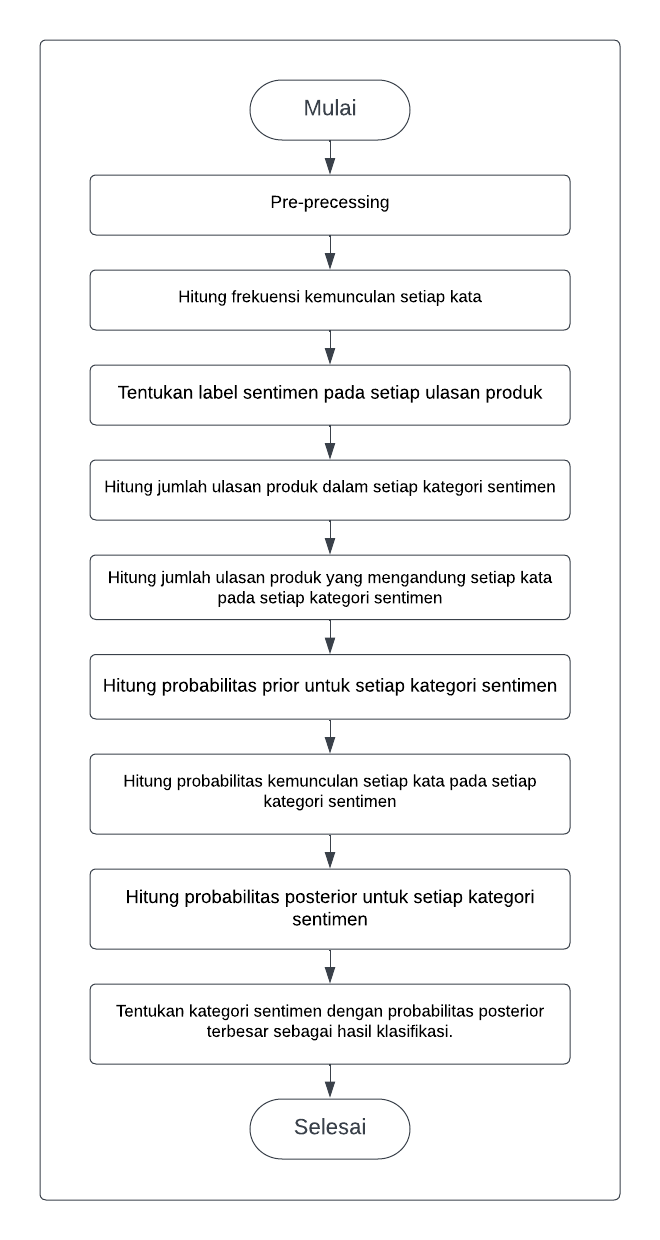 Mulai
Pre-precessing
Hitung frekuensi kemunculan setiap kata
Tentukan label sentimen pada setiap ulasan produk
Hitung jumlah ulasan produk dalam setiap kategori sentimen
Hitung jumlah ulasan produk yang mengandung setiap kata
pada setiap kategori sentimen
Hitung probabilitas prior untuk setiap kategori sentimen
Hitung probabilitas kemunculan setiap kata pada setiap
kategori sentimen
Hitung probabilitas posterior untuk setiap kategori
sentimen
Tentukan kategori sentimen dengan probabilitas posterior
terbesar sebagai hasil klasifikasi.
Selesai